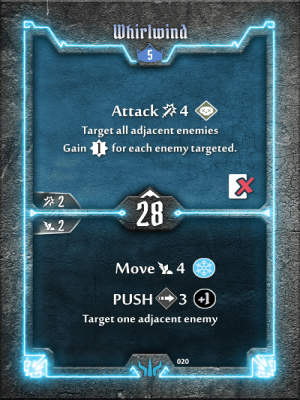 Whirlwind
5
Attack 4
Target all adjacent enemies
Gain 1 for each enemy targeted.
2
28
2
Move 4
PUSH 3 +1
Target one adjacent enemy
020